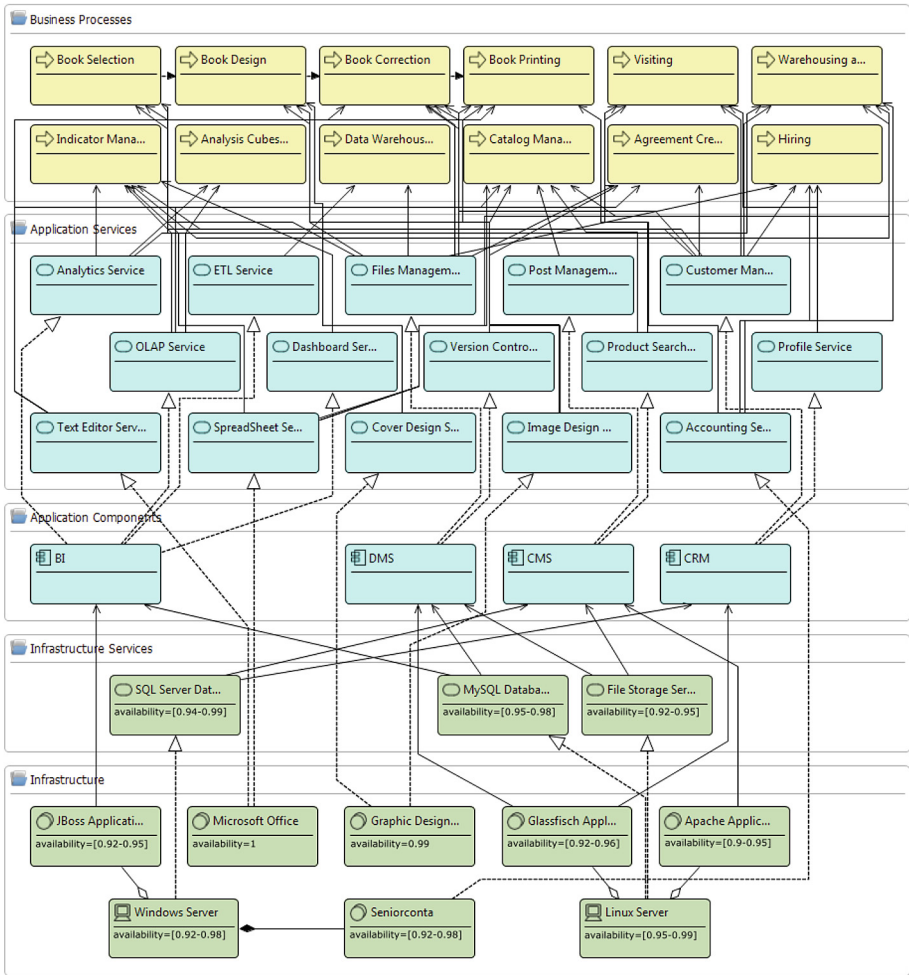 Business Processes
Book Selection
Book Design
Book Correction
Book Printing
Visiting
Warehousing a...
Indicator Mana...
Analysis Cubes...
Data Warehous...
Catalog Mana...
Agreement Cre...
Hiring
Application Services
Analytics Service
ETL Service
Files Managem...
Post Managem...
Customer Man...
OLAP Service
Dashboard Ser...
Version Contro...
Product Search...
Profile Service
Text Editor Serv...
SpreadSheet Se...
Cover Design S...
Image Design ...
Accounting Se...
Application Components
BI
DMS
CMS
CRM
Infrastructure Services
SQL Server Dat...
availability=[0.94-0.99]
MySQL Databa...
availability=[0.95-0.98]
File Storage Ser...
availability=[0.92-0.95]
Infrastructure
JBoss Applicati...
availability=[0.92-0.95]
Microsoft Office
availability=1
Graphic Design...
availability=0.99
Glassfisch Appl...
availability=[0.92-0.96]
Apache Applic...
availability=[0.9-0.95]
Windows Server
availability=[0.92-0.98]
Seniorconta
availability=[0.92-0.98]
Linux Server
availability=[0.95-0.99]